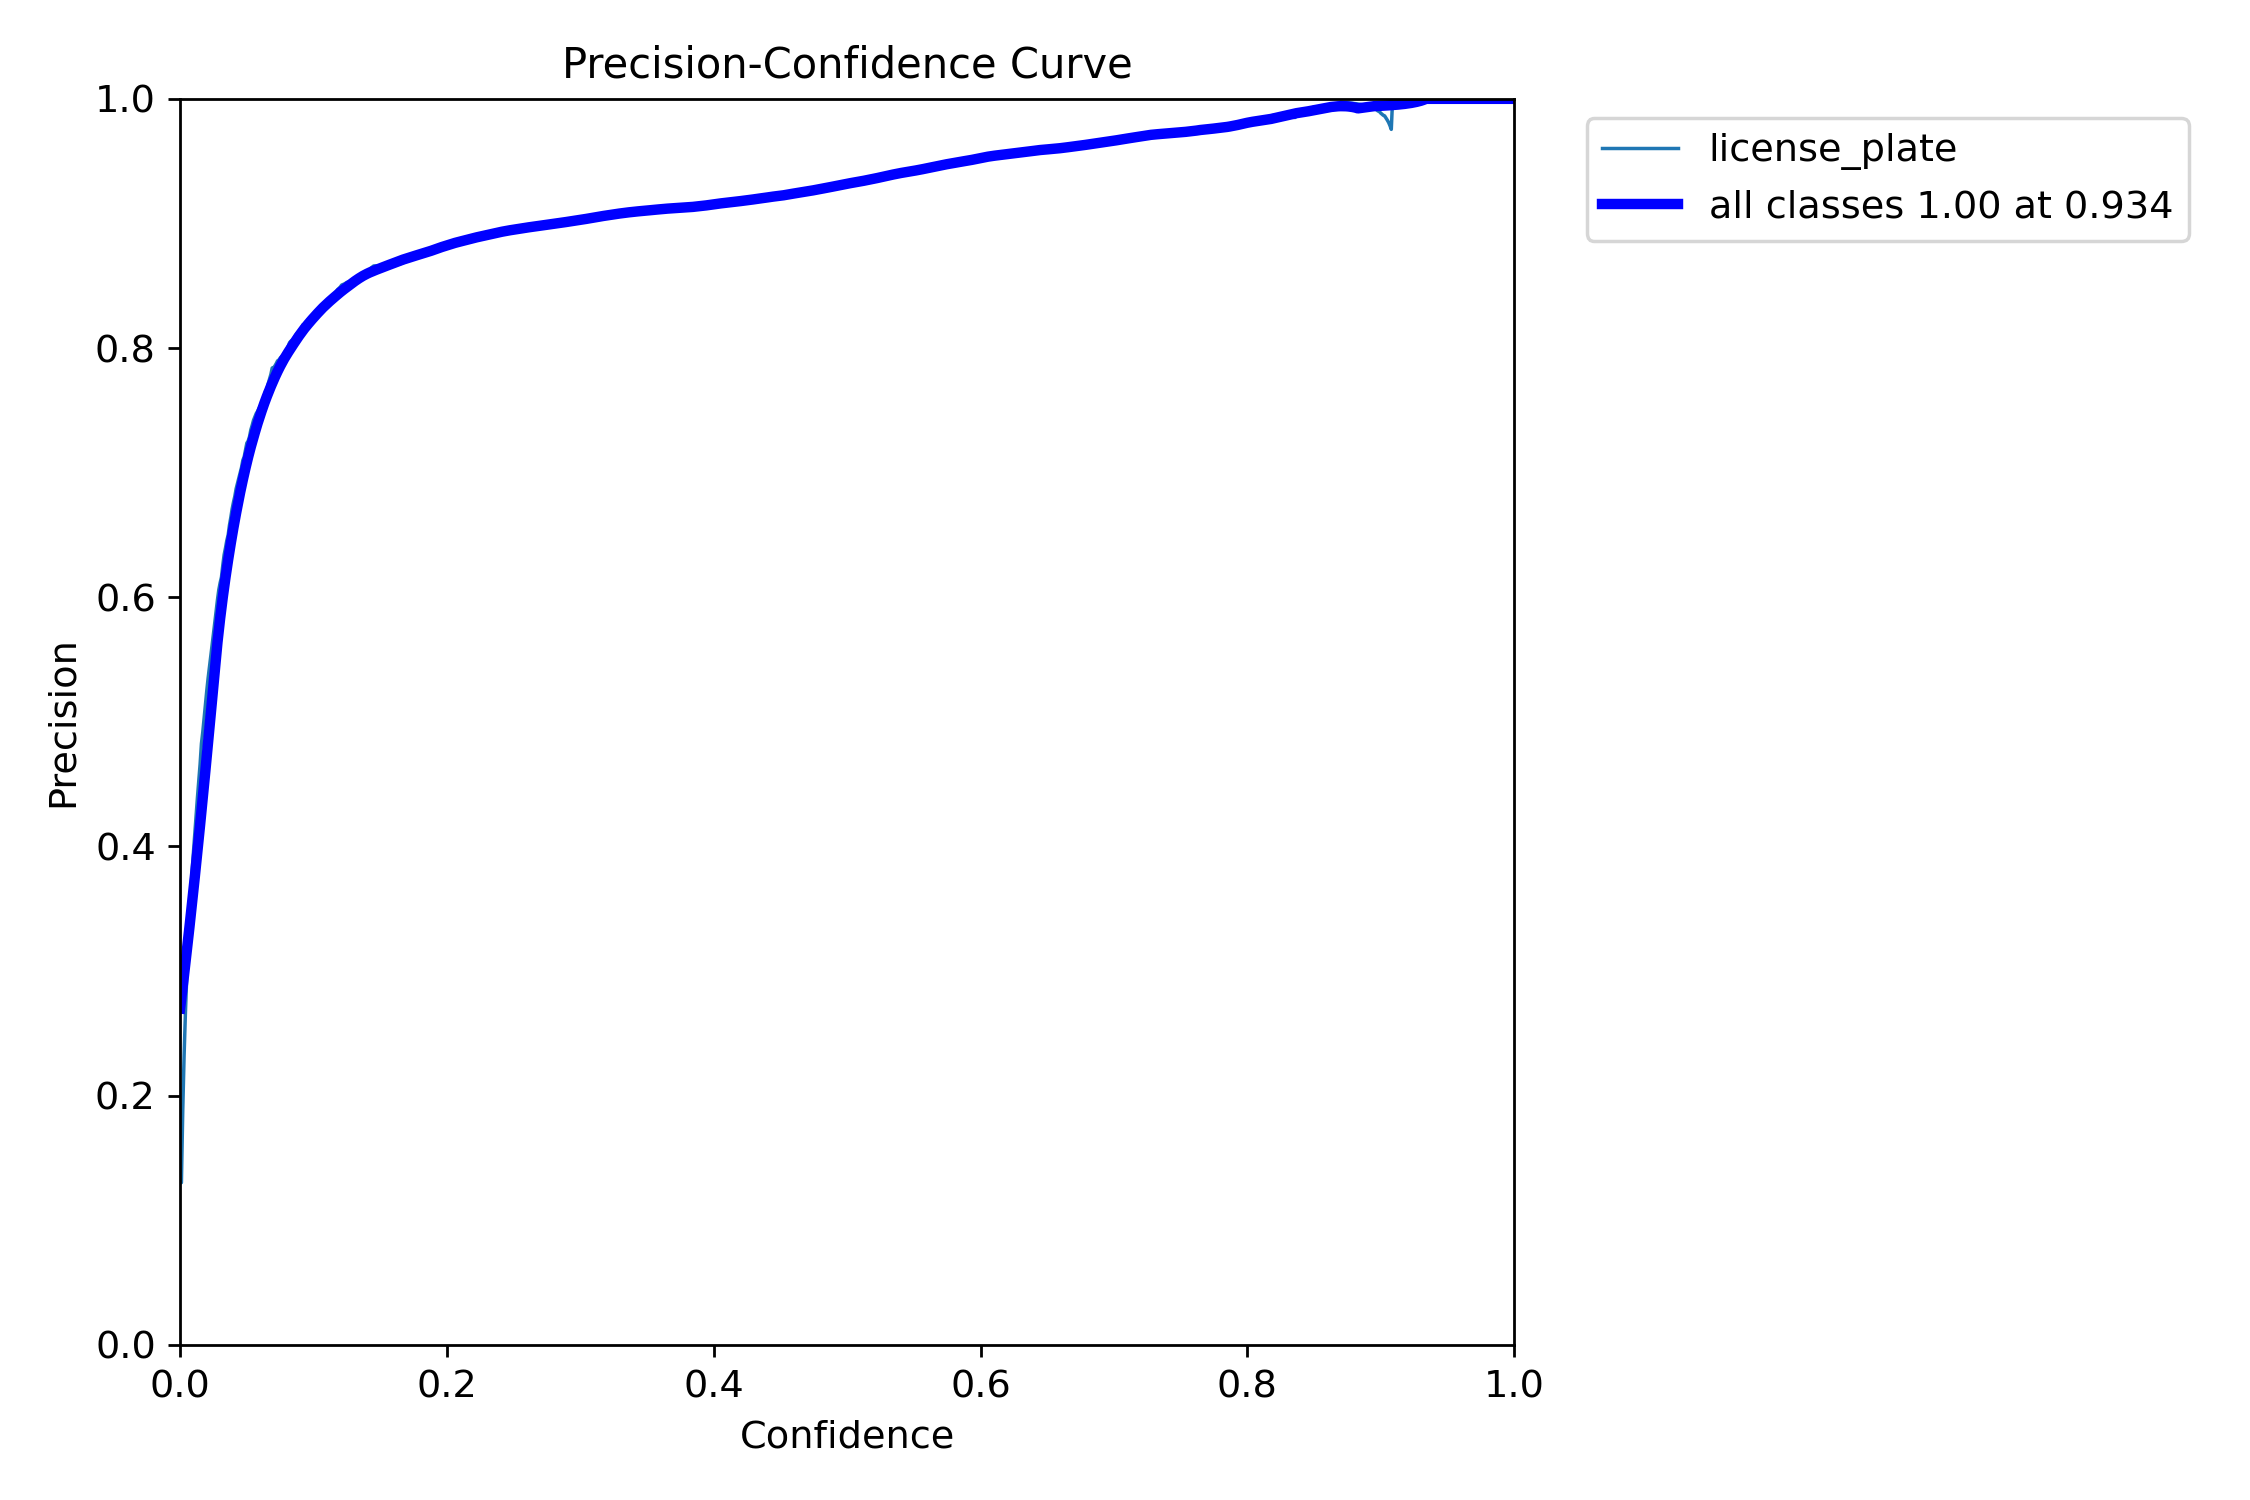 Precision-Confidence Curve
1.0
0.8
0.6
0.4
0.2
0.0
Precision
0.0 0.2 0.4 0.6 0.8 1.0
Confidence
license_plate
all classes 1.00 at 0.934